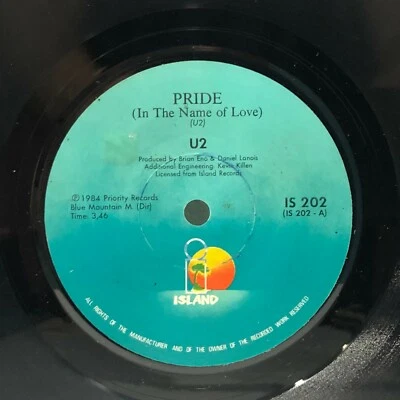 PRIDE
(In The Name of Love)
(U2)
U2
Produced by Brian Eno & Daniel Lanois
Additional Engineering, Kevin Killen
Licensed from Island Records
℗ 1984 Priority Records
Blue Mountain M. (Dir)
Time: 3,46
IS 202
(IS 202 - A)
ISLAND
ALL RIGHTS OF THE MANUFACTURER AND OF THE OWNER OF THE RECORDED WORK RESERVED